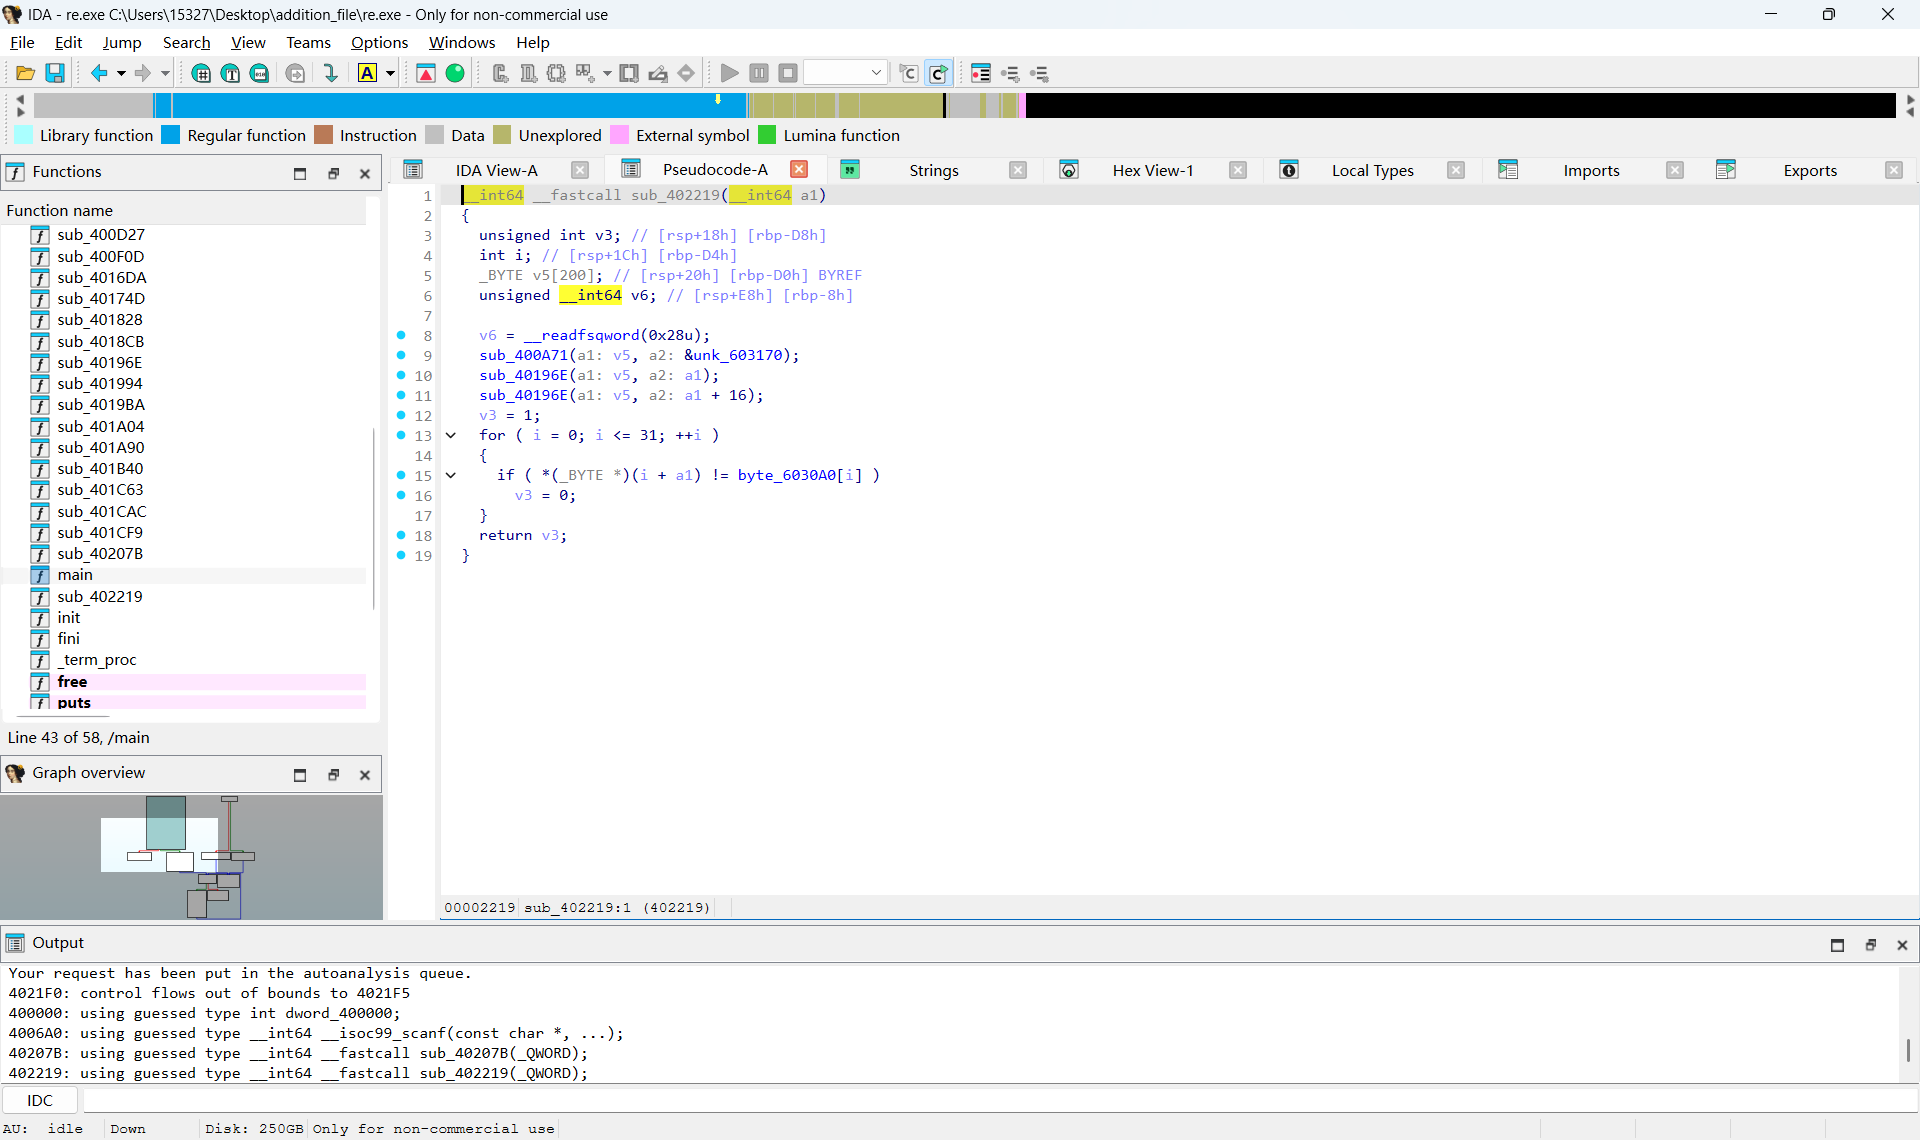 IDA - re.exe C:\Users\15327\Desktop\addition_file\re.exe - Only for non-commercial use
File Edit Jump Search View Teams Options Windows Help
Library function Regular function Instruction Data Unexplored External symbol Lumina function
Functions
IDA View-A Pseudocode-A Strings Hex View-1 Local Types Imports Exports
Function name
sub_400D27
sub_400F0D
sub_4016DA
sub_40174D
sub_401828
sub_4018CB
sub_40196E
sub_401994
sub_4019BA
sub_401A04
sub_401A90
sub_401B40
sub_401C63
sub_401CAC
sub_401CF9
sub_40207B
main
sub_402219
init
fini
_term_proc
free
puts
Line 43 of 58, /main
Graph overview
1 __int64 __fastcall sub_402219(__int64 a1)
2 {
3 unsigned int v3; // [rsp+18h] [rbp-D8h]
4 int i; // [rsp+1Ch] [rbp-D4h]
5 _BYTE v5[200]; // [rsp+20h] [rbp-D0h] BYREF
6 unsigned __int64 v6; // [rsp+E8h] [rbp-8h]
7
8 v6 = __readfsqword(0x28u);
9 sub_400A71(a1: v5, a2: &unk_603170);
10 sub_40196E(a1: v5, a2: a1);
11 sub_40196E(a1: v5, a2: a1 + 16);
12 v3 = 1;
13 for ( i = 0; i <= 31; ++i )
14 {
15 if ( *(_BYTE *)(i + a1) != byte_6030A0[i] )
16 v3 = 0;
17 }
18 return v3;
19 }
00002219 sub_402219:1 (402219)
Output
Your request has been put in the autoanalysis queue.
4021F0: control flows out of bounds to 4021F5
400000: using guessed type int dword_400000;
4006A0: using guessed type __int64 __isoc99_scanf(const char *, ...);
40207B: using guessed type __int64 __fastcall sub_40207B(_QWORD);
402219: using guessed type __int64 __fastcall sub_402219(_QWORD);
IDC
AU: idle Down Disk: 250GB Only for non-commercial use